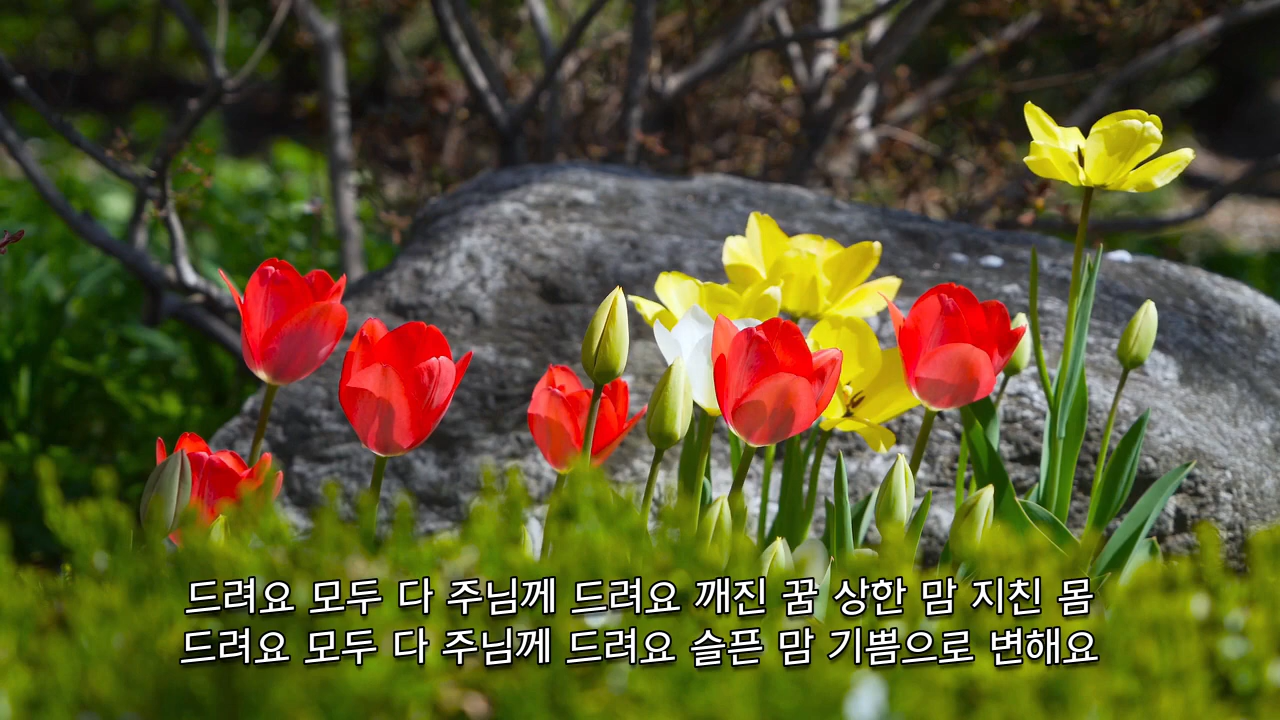 드려요 모두 다 주님께 드려요 깨진 꿈 상한 맘 지친 몸
드려요 모두 다 주님께 드려요 슬픈 맘 기쁨으로 변해요